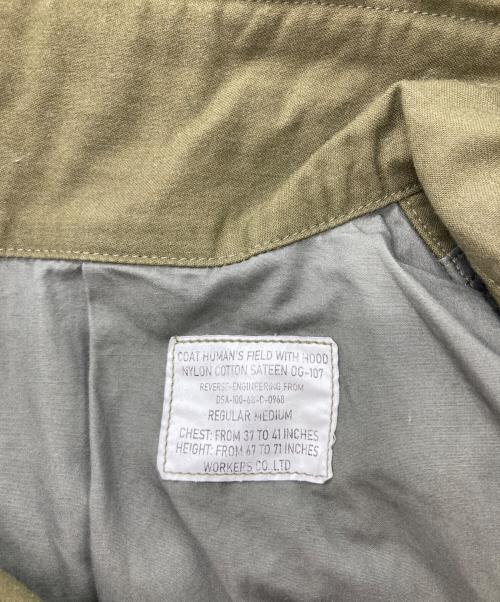 COAT HUMAN'S FIELD WITH HOOD
NYLON COTTON SATEEN OG-107
REVERSE-ENGINEERING FROM
DSA-100-68-C-0968
REGULAR MEDIUM
CHEST: FROM 37 TO 41 INCHES
HEIGHT: FROM 67 TO 71 INCHES
WORKERS CO.LTD